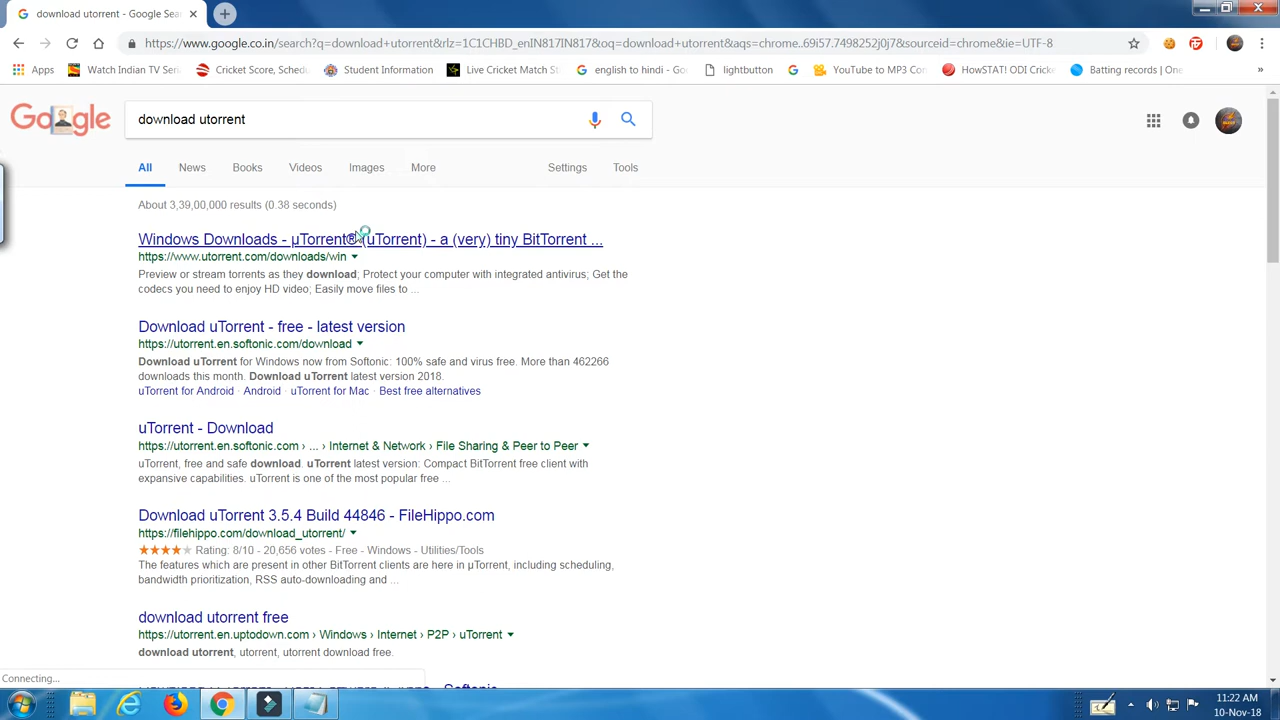 download utorrent - Google Sea
https://www.google.co.in/search?q=download+utorrent&rlz=1C1CHBD_enIN817IN817&oq=download+utorrent&aqs=chrome..69i57.7498252j0j7&sourceid=chrome&ie=UTF-8
Apps Watch Indian TV Seri Cricket Score, Schedu Student Information Live Cricket Match St english to hindi - Goo lightbutton YouTube to MP3 Con HowSTAT! ODI Cricke Batting records | One »
Google
download utorrent
All News Books Videos Images More Settings Tools
About 3,39,00,000 results (0.38 seconds)
Windows Downloads - µTorrent® (uTorrent) - a (very) tiny BitTorrent ...
https://www.utorrent.com/downloads/win
Preview or stream torrents as they download; Protect your computer with integrated antivirus; Get the
codecs you need to enjoy HD video; Easily move files to ...
Download uTorrent - free - latest version
https://utorrent.en.softonic.com/download
Download uTorrent for Windows now from Softonic: 100% safe and virus free. More than 462266
downloads this month. Download uTorrent latest version 2018.
uTorrent for Android · Android · uTorrent for Mac · Best free alternatives
uTorrent - Download
https://utorrent.en.softonic.com › ... › Internet & Network › File Sharing & Peer to Peer
uTorrent, free and safe download. uTorrent latest version: Compact BitTorrent free client with
expansive capabilities. uTorrent is one of the most popular free ...
Download uTorrent 3.5.4 Build 44846 - FileHippo.com
https://filehippo.com/download_utorrent/
Rating: 8/10 - 20,656 votes - Free - Windows - Utilities/Tools
The features which are present in other BitTorrent clients are here in µTorrent, including scheduling,
bandwidth prioritization, RSS auto-downloading and ...
download utorrent free
https://utorrent.en.uptodown.com › Windows › Internet › P2P › uTorrent
download utorrent, utorrent, utorrent download free.
Connecting...
11:22 AM
10-Nov-18